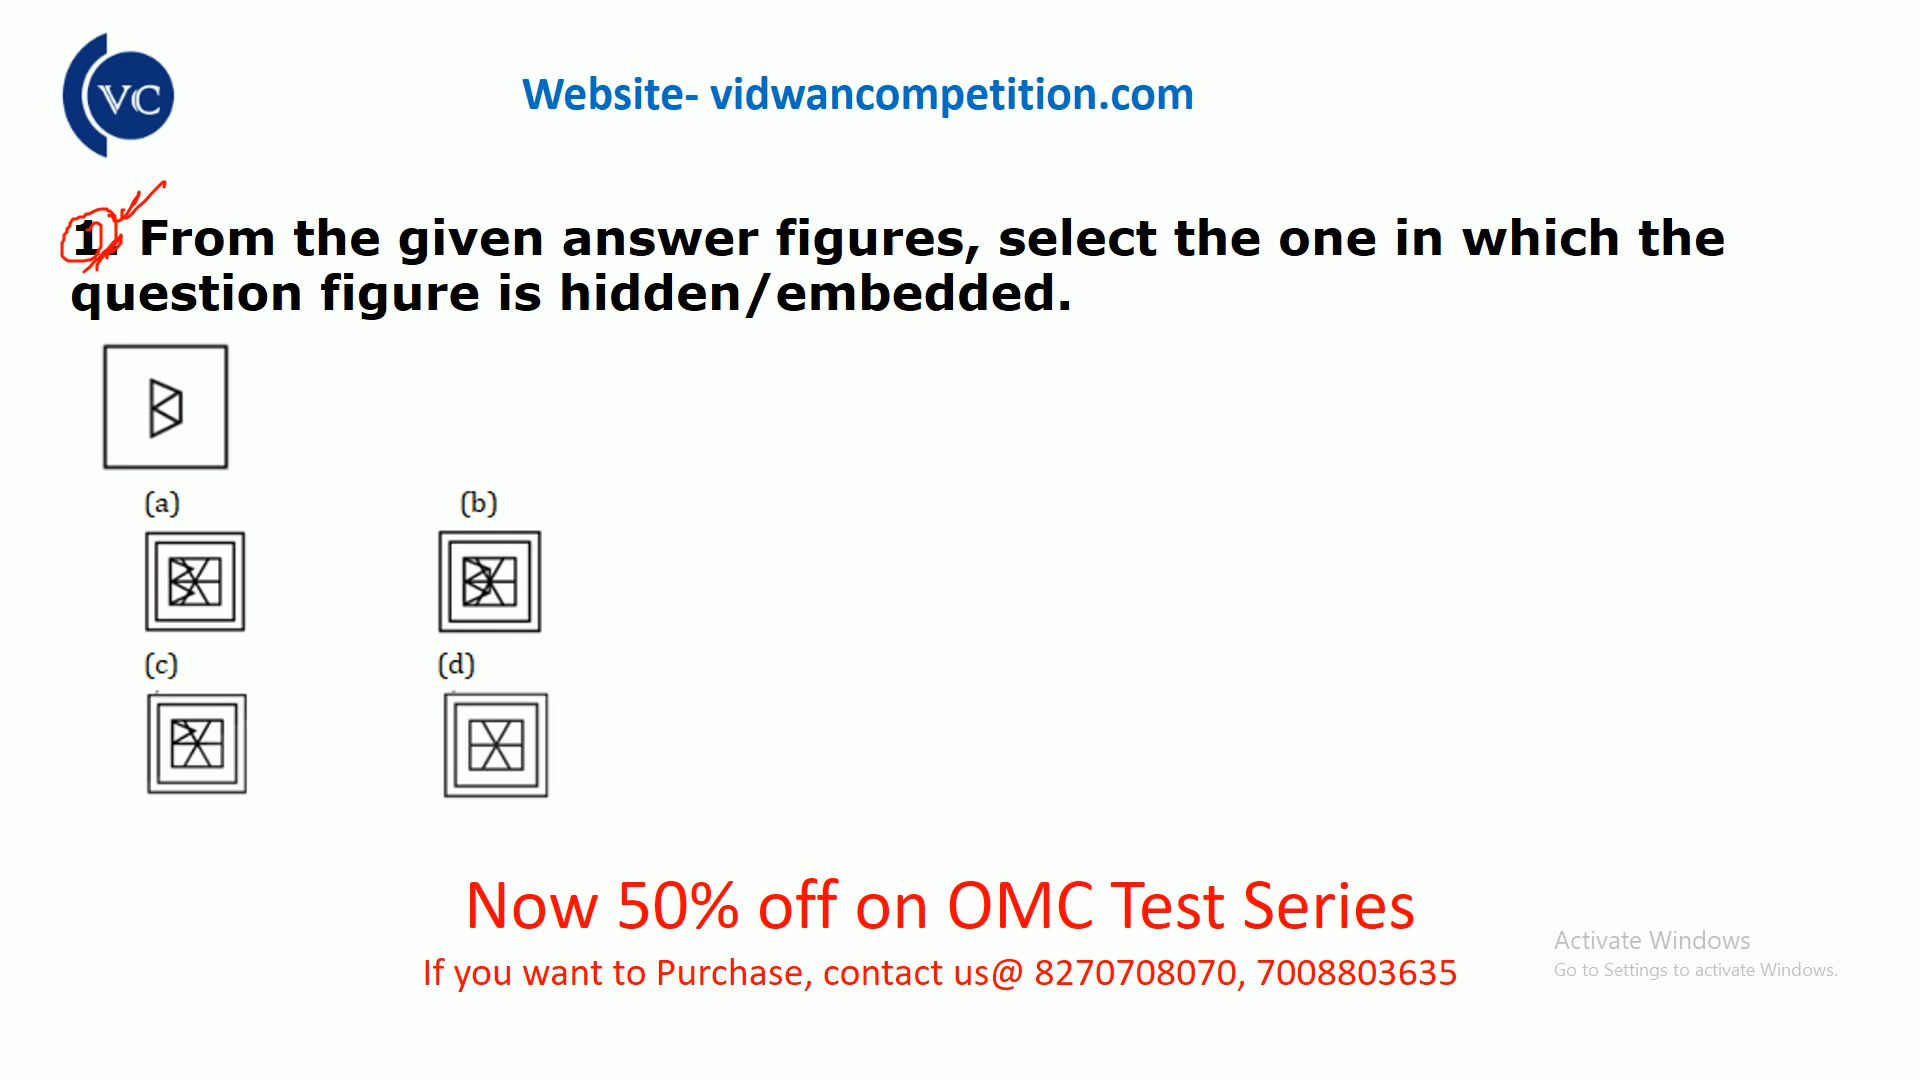 VC
Website- vidwancompetition.com
1. From the given answer figures, select the one in which the
question figure is hidden/embedded.
(a) (b)
(c) (d)
Now 50% off on OMC Test Series
If you want to Purchase, contact us@ 8270708070, 7008803635
Activate Windows
Go to Settings to activate Windows.